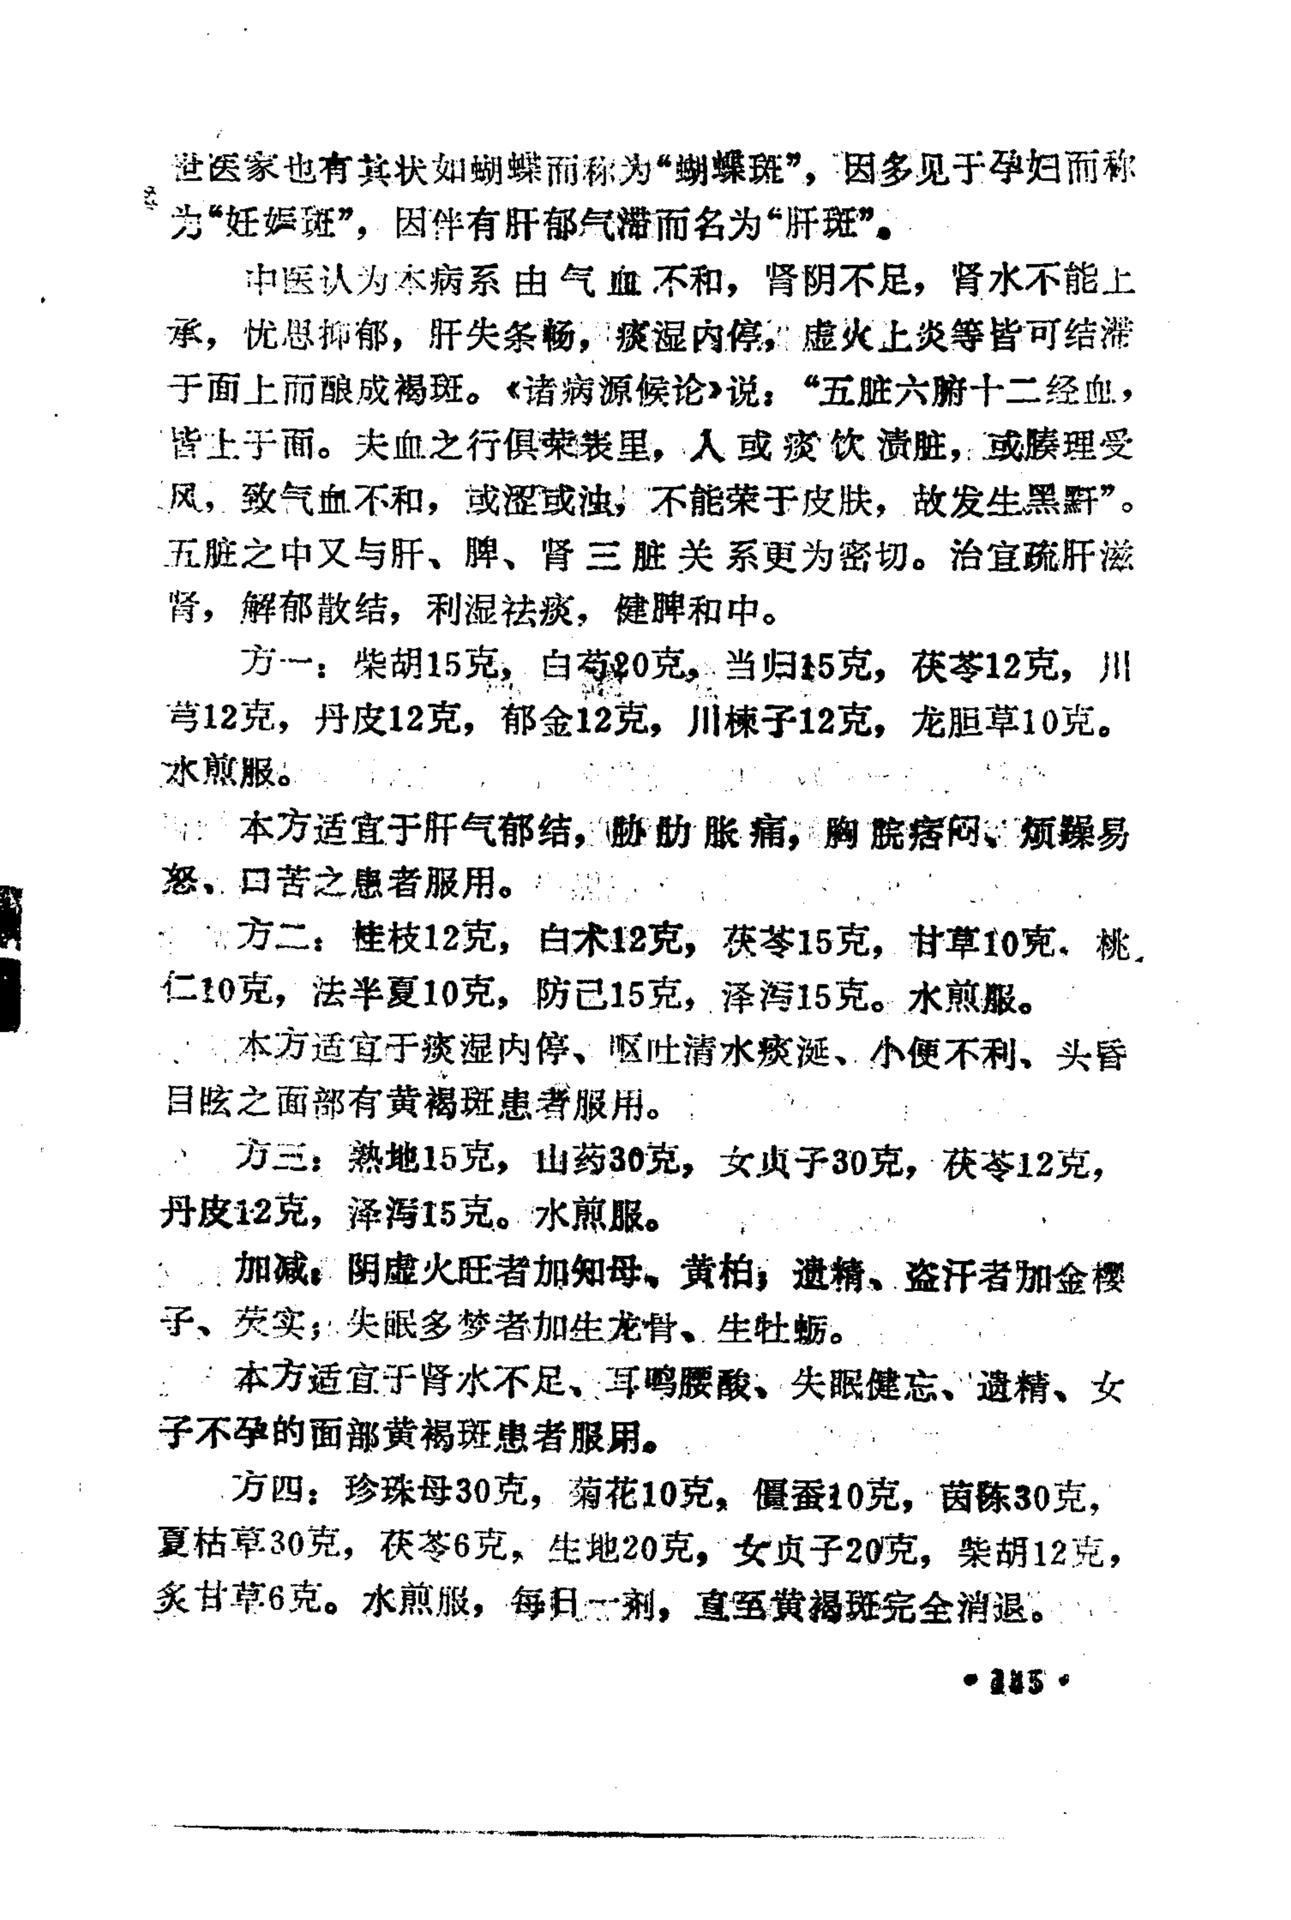 世医家也有其状如蝴蝶而称为“蝴蝶斑”，因多见于孕妇而称
为“妊娠斑”，因伴有肝郁气滞而名为“肝斑”。
中医认为本病系由气血不和，肾阴不足，肾水不能上
承，忧思抑郁，肝失条畅，痰湿内停，虚火上炎等皆可结滞
于面上而酿成褐斑。《诸病源候论》说：“五脏六腑十二经血，
皆上于面。夫血之行俱荣表里，人或痰饮渍脏，或腠理受
风，致气血不和，或涩或浊，不能荣于皮肤，故发生黑䵟”。
五脏之中又与肝、脾、肾三脏关系更为密切。治宜疏肝滋
肾，解郁散结，利湿祛痰，健脾和中。
方一：柴胡15克，白芍20克，当归15克，茯苓12克，川
芎12克，丹皮12克，郁金12克，川楝子12克，龙胆草10克。
水煎服。
本方适宜于肝气郁结，胁肋胀痛，胸脘痞闷、烦躁易
怒、口苦之患者服用。
方二：桂枝12克，白术12克，茯苓15克，甘草10克，桃
仁10克，法半夏10克，防己15克，泽泻15克。水煎服。
本方适宜于痰湿内停、呕吐清水痰涎、小便不利、头昏
目眩之面部有黄褐斑患者服用。
方三：熟地15克，山药30克，女贞子30克，茯苓12克，
丹皮12克，泽泻15克。水煎服。
加减：阴虚火旺者加知母、黄柏；遗精、盗汗者加金樱
子、芡实；失眠多梦者加生龙骨、生牡蛎。
本方适宜于肾水不足、耳鸣腰酸、失眠健忘、遗精、女
子不孕的面部黄褐斑患者服用。
方四：珍珠母30克，菊花10克，僵蚕10克，茵陈30克，
夏枯草30克，茯苓6克，生地20克，女贞子20克，柴胡12克，
炙甘草6克。水煎服，每日一剂，直至黄褐斑完全消退。